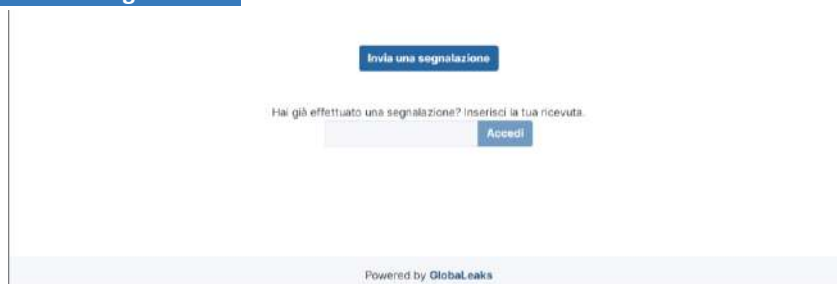 Invia una segnalazione
Hai già effettuato una segnalazione? Inserisci la tua ricevuta.
Accedi
Powered by GlobaLeaks